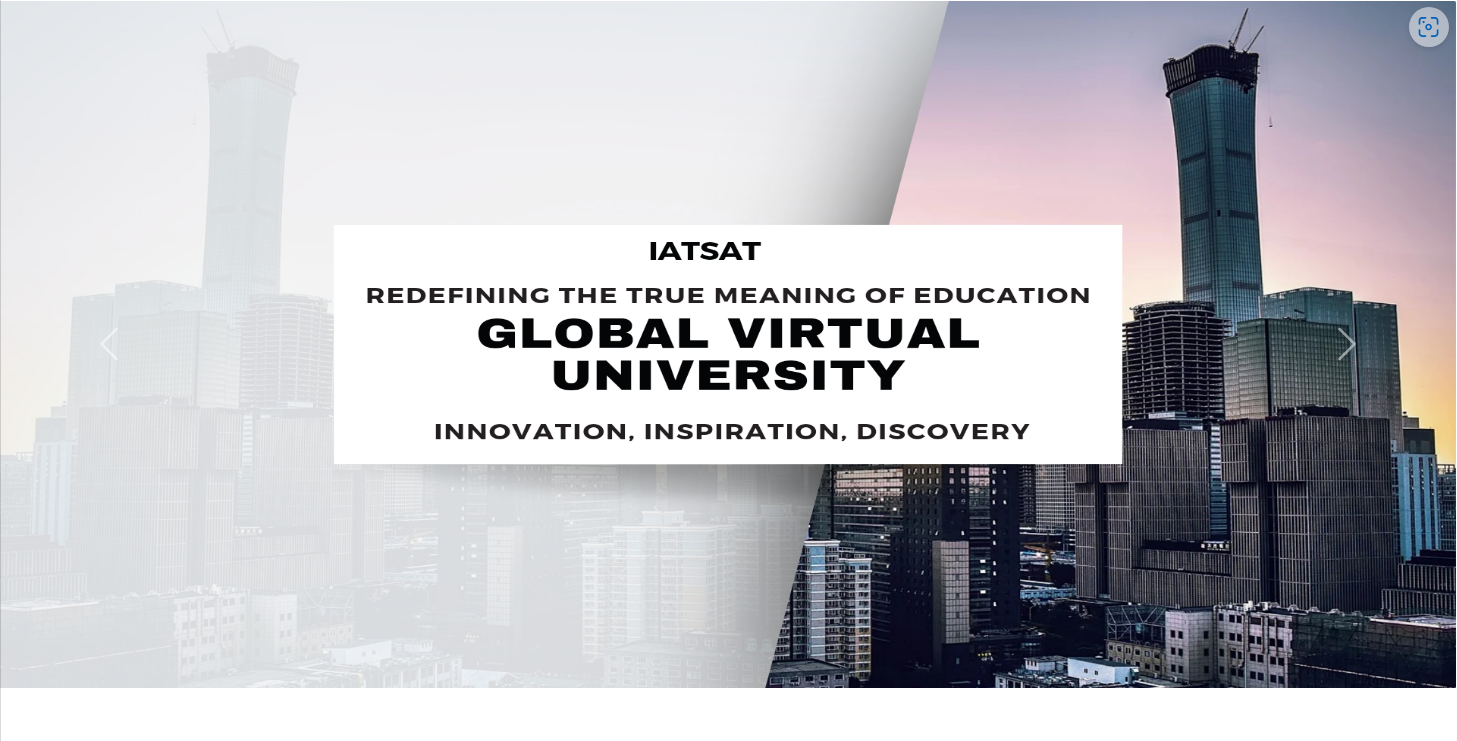 IATSAT
REDEFINING THE TRUE MEANING OF EDUCATION
GLOBAL VIRTUAL
UNIVERSITY
INNOVATION, INSPIRATION, DISCOVERY